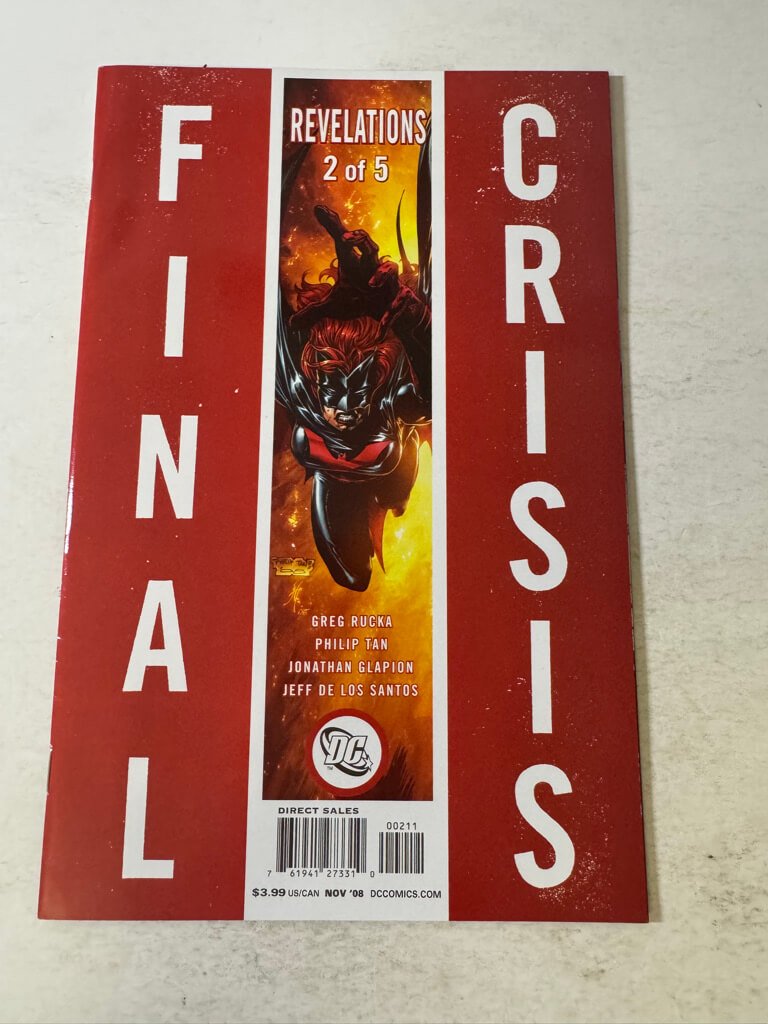 FINAL
CRISIS
REVELATIONS
2 of 5
GREG RUCKA
PHILIP TAN
JONATHAN GLAPION
JEFF DE LOS SANTOS
DC
TM
DIRECT SALES
00211
7 61941 27331 0
$3.99 US/CAN NOV '08 DCCOMICS.COM